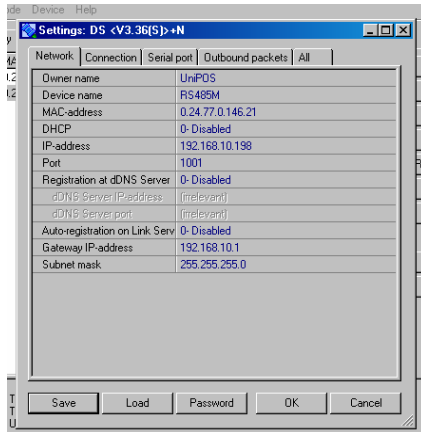 Device Help
Settings: DS <V3.36(S)>+N
Network Connection Serial port Outbound packets All
Owner name UniPOS
Device name RS485M
MAC-address 0.24.77.0.146.21
DHCP 0- Disabled
IP-address 192.168.10.198
Port 1001
Registration at dDNS Server 0- Disabled
dDNS Server IP-address (irrelevant)
dDNS Server port (irrelevant)
Auto-registration on Link Serv 0- Disabled
Gateway IP-address 192.168.10.1
Subnet mask 255.255.255.0
Save Load Password OK Cancel